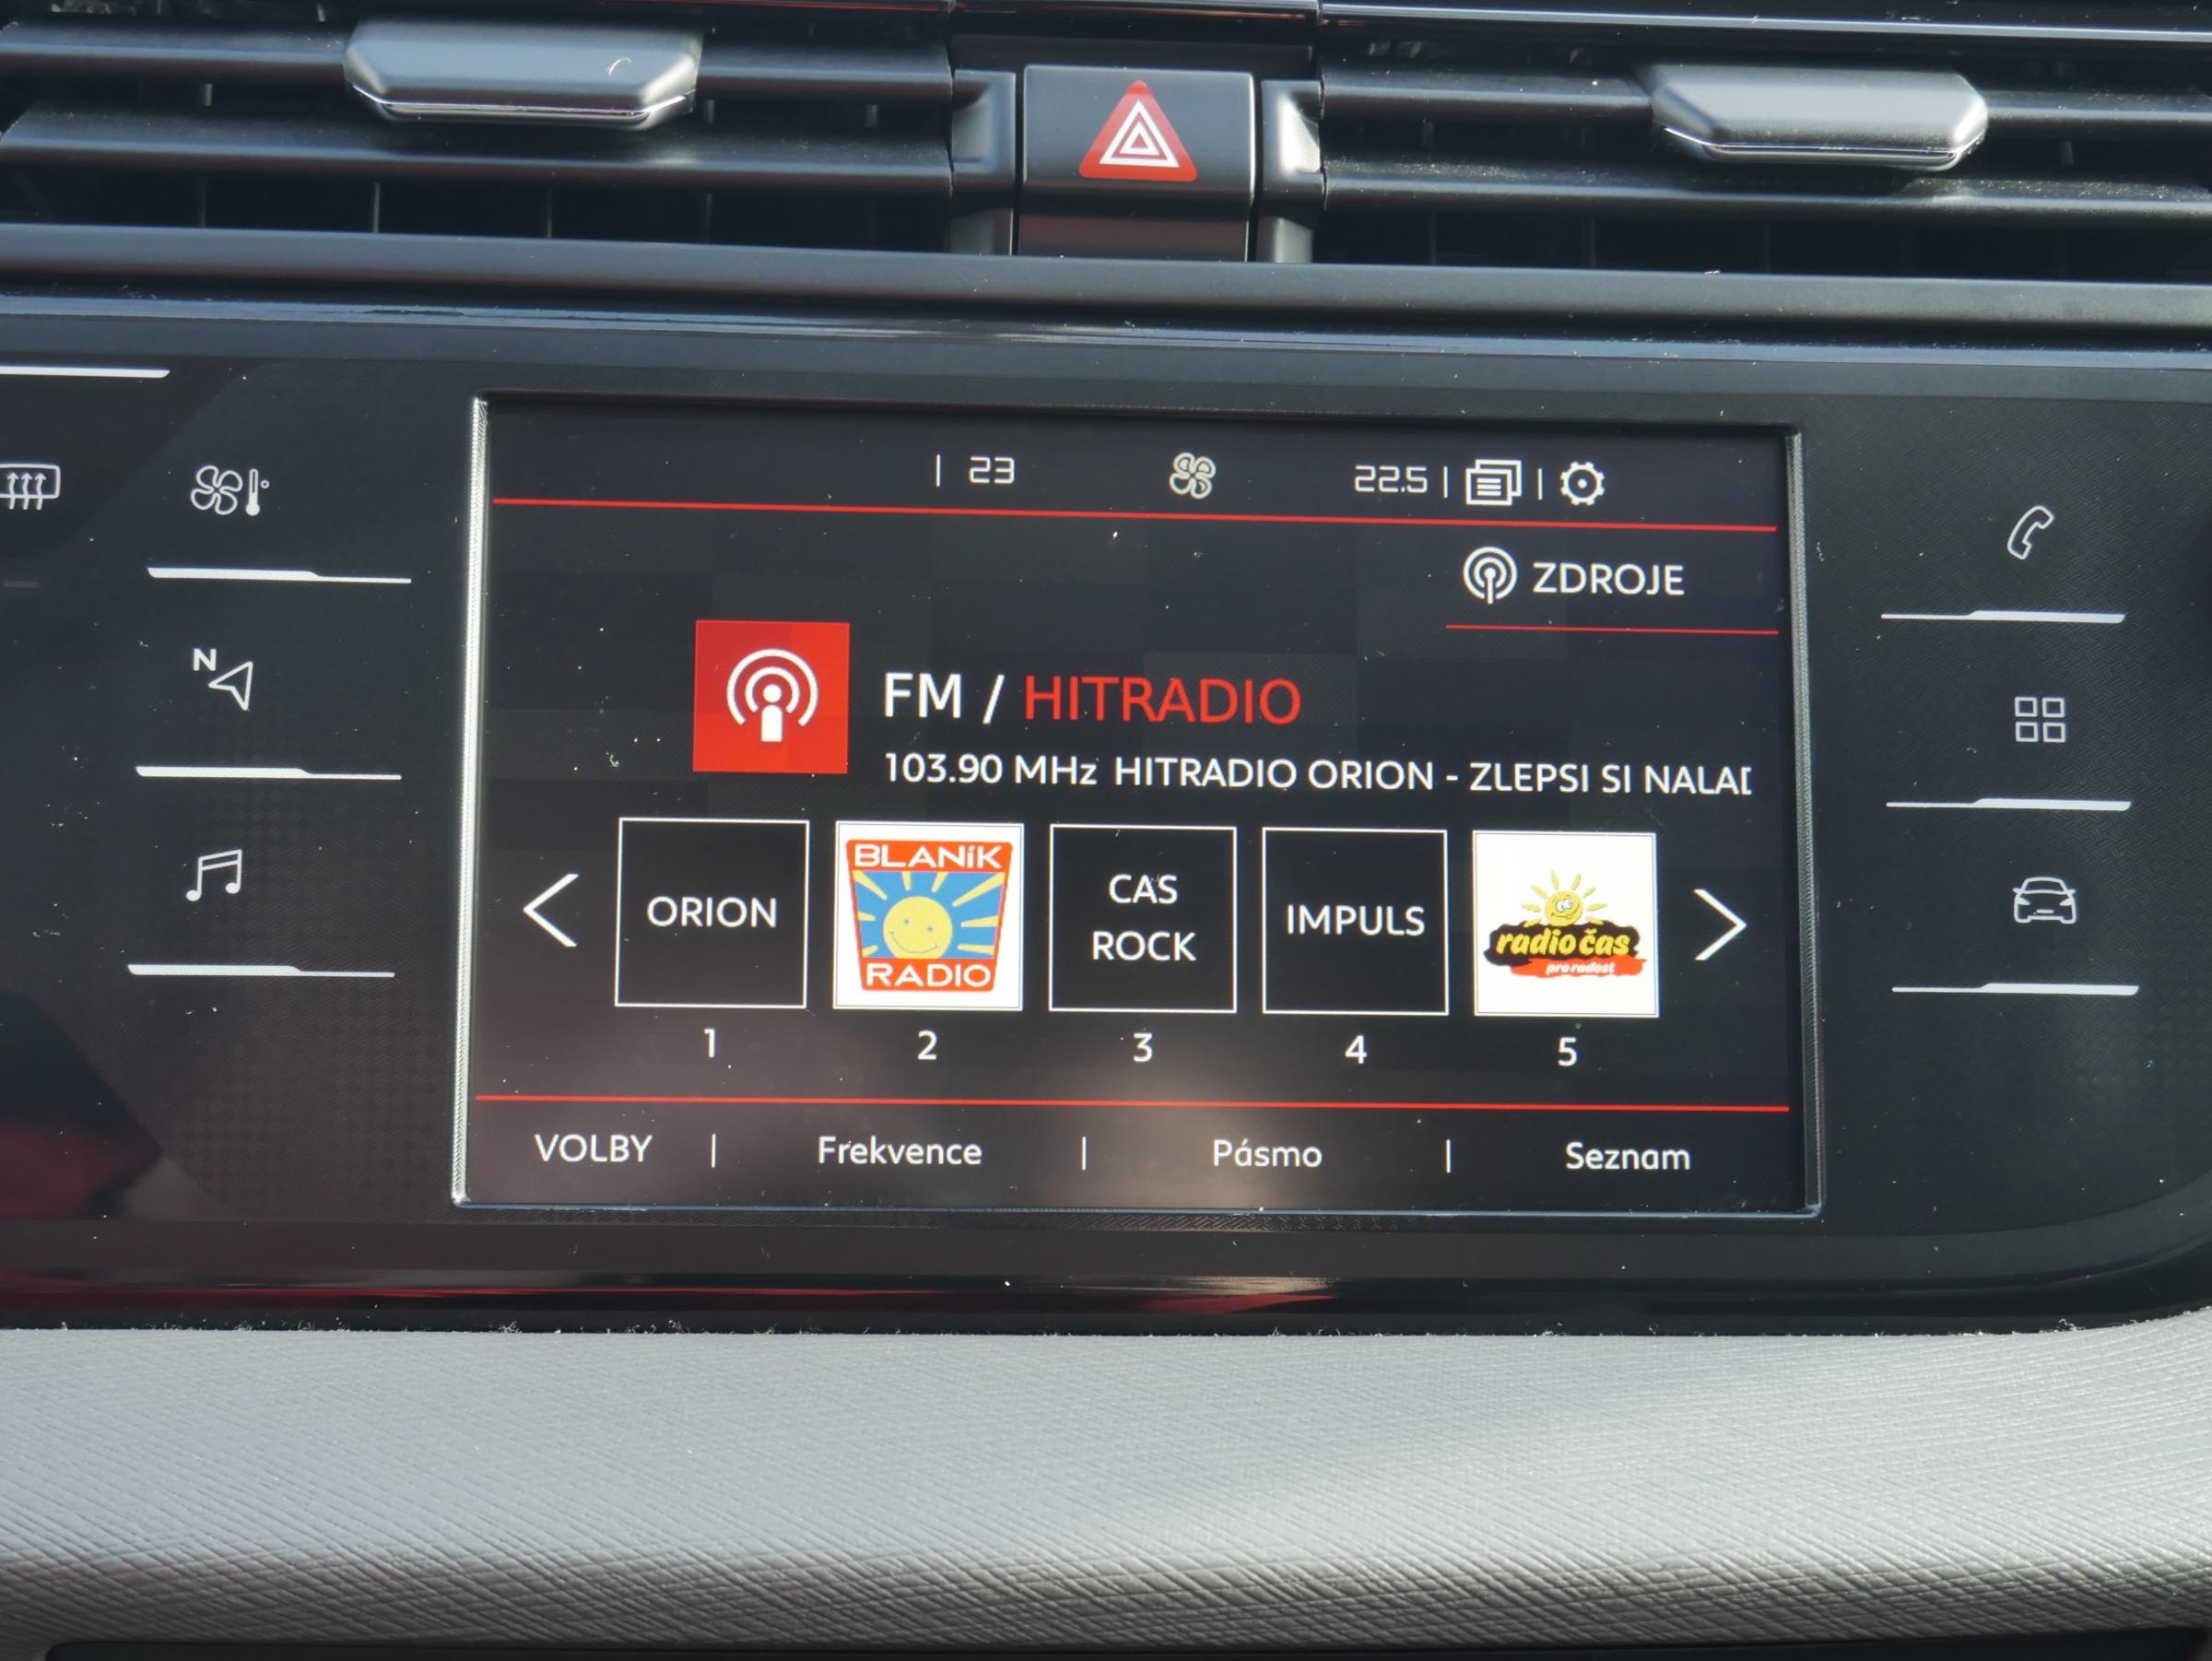 23
22.5
ZDROJE
N
FM / HITRADIO
103.90 MHz HITRADIO ORION - ZLEPSI SI NALAD
ORION
BLANíK
RADIO
CAS
ROCK
IMPULS
radio čas
pro radost
1 2 3 4 5
VOLBY | Frekvence | Pásmo | Seznam